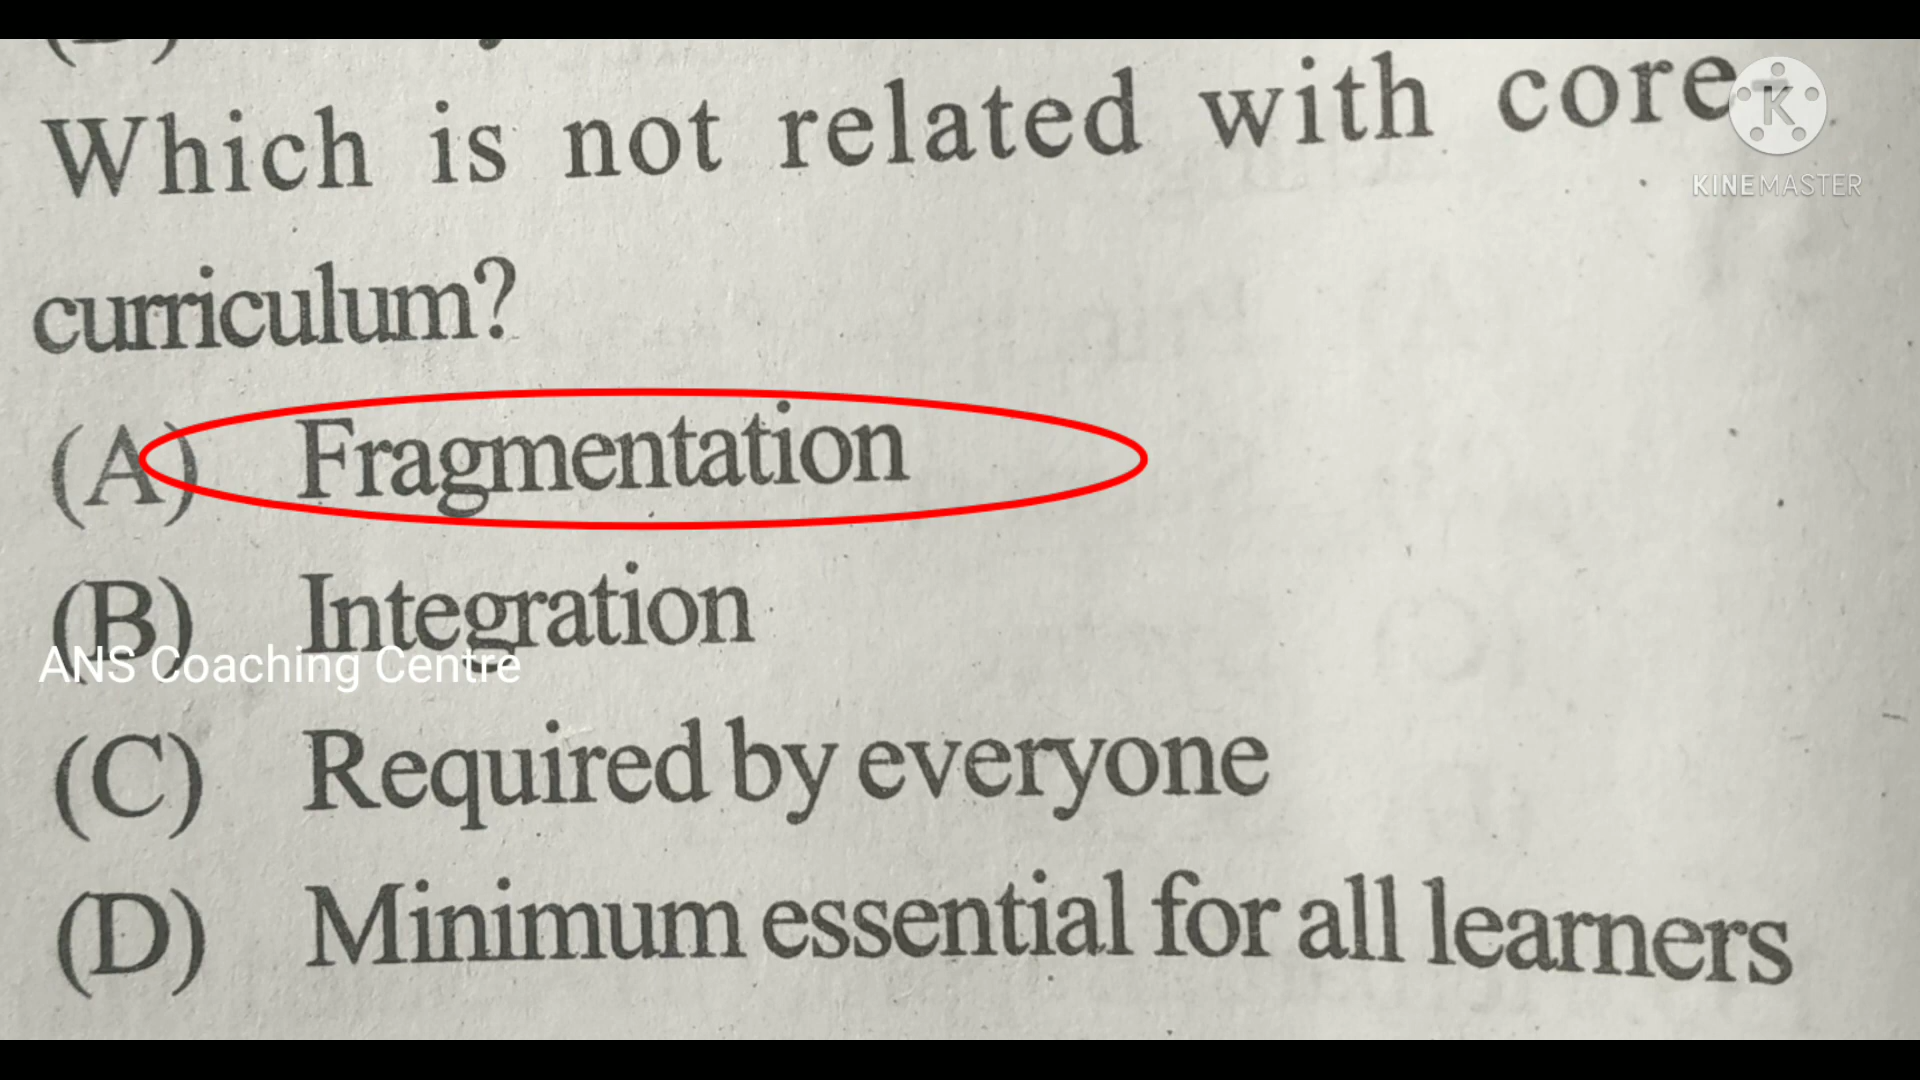 Which is not related with core
curriculum?
(A) Fragmentation
(B) Integration
(C) Required by everyone
(D) Minimum essential for all learners
K
KINEMASTER
ANS Coaching Centre